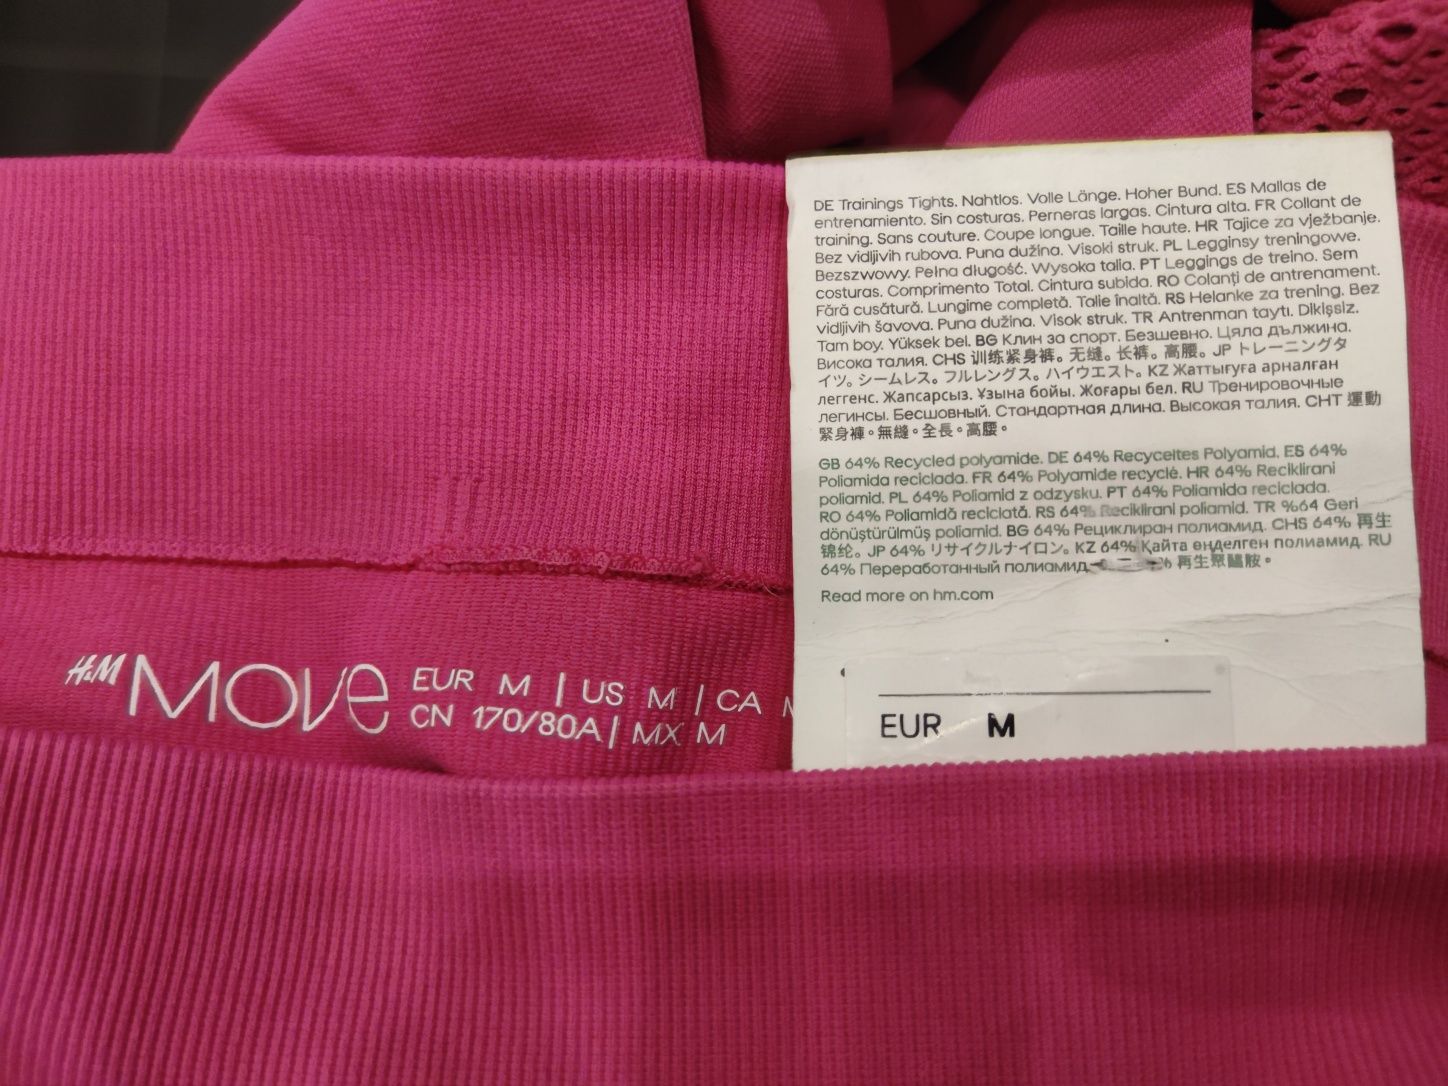 DE Trainings Tights. Nahtlos. Volle Länge. Hoher Bund. ES Mallas de
entrenamiento. Sin costuras. Perneras largas. Cintura alta. FR Collant de
training. Sans couture. Coupe longue. Taille haute. HR Tajice za vježbanje.
Bez vidljivih rubova. Puna dužina. Visoki struk. PL Legginsy treningowe.
Bezszwowy. Pełna długość. Wysoka talia. PT Leggings de treino. Sem
costuras. Comprimento Total. Cintura subida. RO Colanți de antrenament.
Fără cusătură. Lungime completă. Talie înaltă. RS Helanke za trening. Bez
vidljivih šavova. Puna dužina. Visok struk. TR Antrenman taytı. Dikişsiz.
Tam boy. Yüksek bel. BG Клин за спорт. Безшевно. Цяла дължина.
Висока талия. CHS 训练紧身裤。无缝。长裤。高腰。JP トレーニングタ
イツ。シームレス。フルレングス。ハイウエスト。KZ Жаттығуға арналған
леггенс. Жапсарсыз. Ұзына бойы. Жоғары бел. RU Тренировочные
легинсы. Бесшовный. Стандартная длина. Высокая талия. CHT 運動
緊身褲。無縫。全長。高腰。
GB 64% Recycled polyamide. DE 64% Recyceltes Polyamid. ES 64%
Poliamida reciclada. FR 64% Polyamide recyclé. HR 64% Reciklirani
poliamid. PL 64% Poliamid z odzysku. PT 64% Poliamida reciclada.
RO 64% Poliamidă reciclată. RS 64% Reciklirani poliamid. TR %64 Geri
dönüştürülmüş poliamid. BG 64% Рециклиран полиамид. CHS 64% 再生
锦纶。JP 64% リサイクルナイロン。KZ 64% Қайта өңделген полиамид. RU
64% Переработанный полиамид. % 再生聚醯胺。
Read more on hm.com
EUR M
H&M MOVE EUR M | US M | CA M
CN 170/80A | MX M